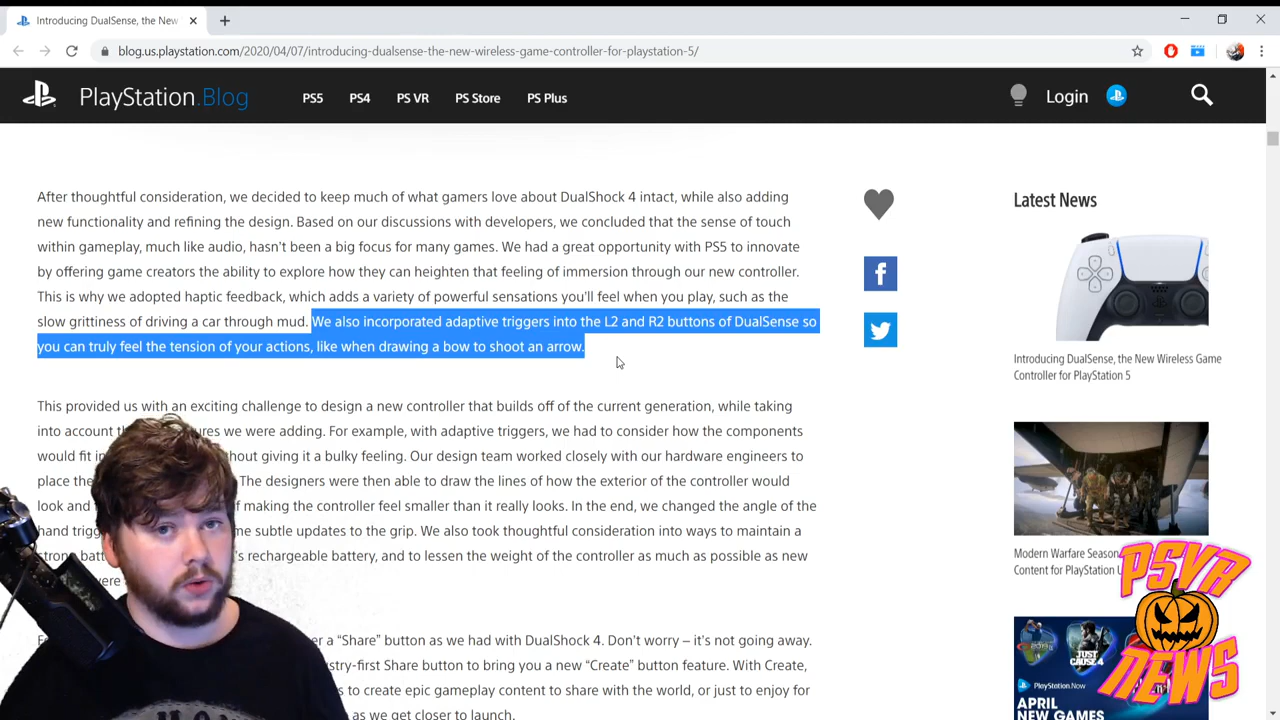 Introducing DualSense, the New
blog.us.playstation.com/2020/04/07/introducing-dualsense-the-new-wireless-game-controller-for-playstation-5/
PlayStation.Blog
PS5 PS4 PS VR PS Store PS Plus
Login
After thoughtful consideration, we decided to keep much of what gamers love about DualShock 4 intact, while also adding
new functionality and refining the design. Based on our discussions with developers, we concluded that the sense of touch
within gameplay, much like audio, hasn't been a big focus for many games. We had a great opportunity with PS5 to innovate
by offering game creators the ability to explore how they can heighten that feeling of immersion through our new controller.
This is why we adopted haptic feedback, which adds a variety of powerful sensations you'll feel when you play, such as the
slow grittiness of driving a car through mud. We also incorporated adaptive triggers into the L2 and R2 buttons of DualSense so
you can truly feel the tension of your actions, like when drawing a bow to shoot an arrow.
This provided us with an exciting challenge to design a new controller that builds off of the current generation, while taking
into account were adding. For example, with adaptive triggers, we had to consider how the components
would fit giving it a bulky feeling. Our design team worked closely with our hardware engineers to
place The designers were then able to draw the lines of how the exterior of the controller would
look and of making the controller feel smaller than it really looks. In the end, we changed the angle of the
hand subtle updates to the grip. We also took thoughtful consideration into ways to maintain a
rechargeable battery, and to lessen the weight of the controller as much as possible as new
a “Share” button as we had with DualShock 4. Don't worry – it's not going away.
Share button to bring you a new “Create” button feature. With Create,
to create epic gameplay content to share with the world, or just to enjoy for
as we get closer to launch.
Latest News
Introducing DualSense, the New Wireless Game
Controller for PlayStation 5
Modern Warfare
Content for PlayStation
JUST
CAUSE 4
PlayStation.Now
APRIL
NEW GAMES
PSVR
NEWS